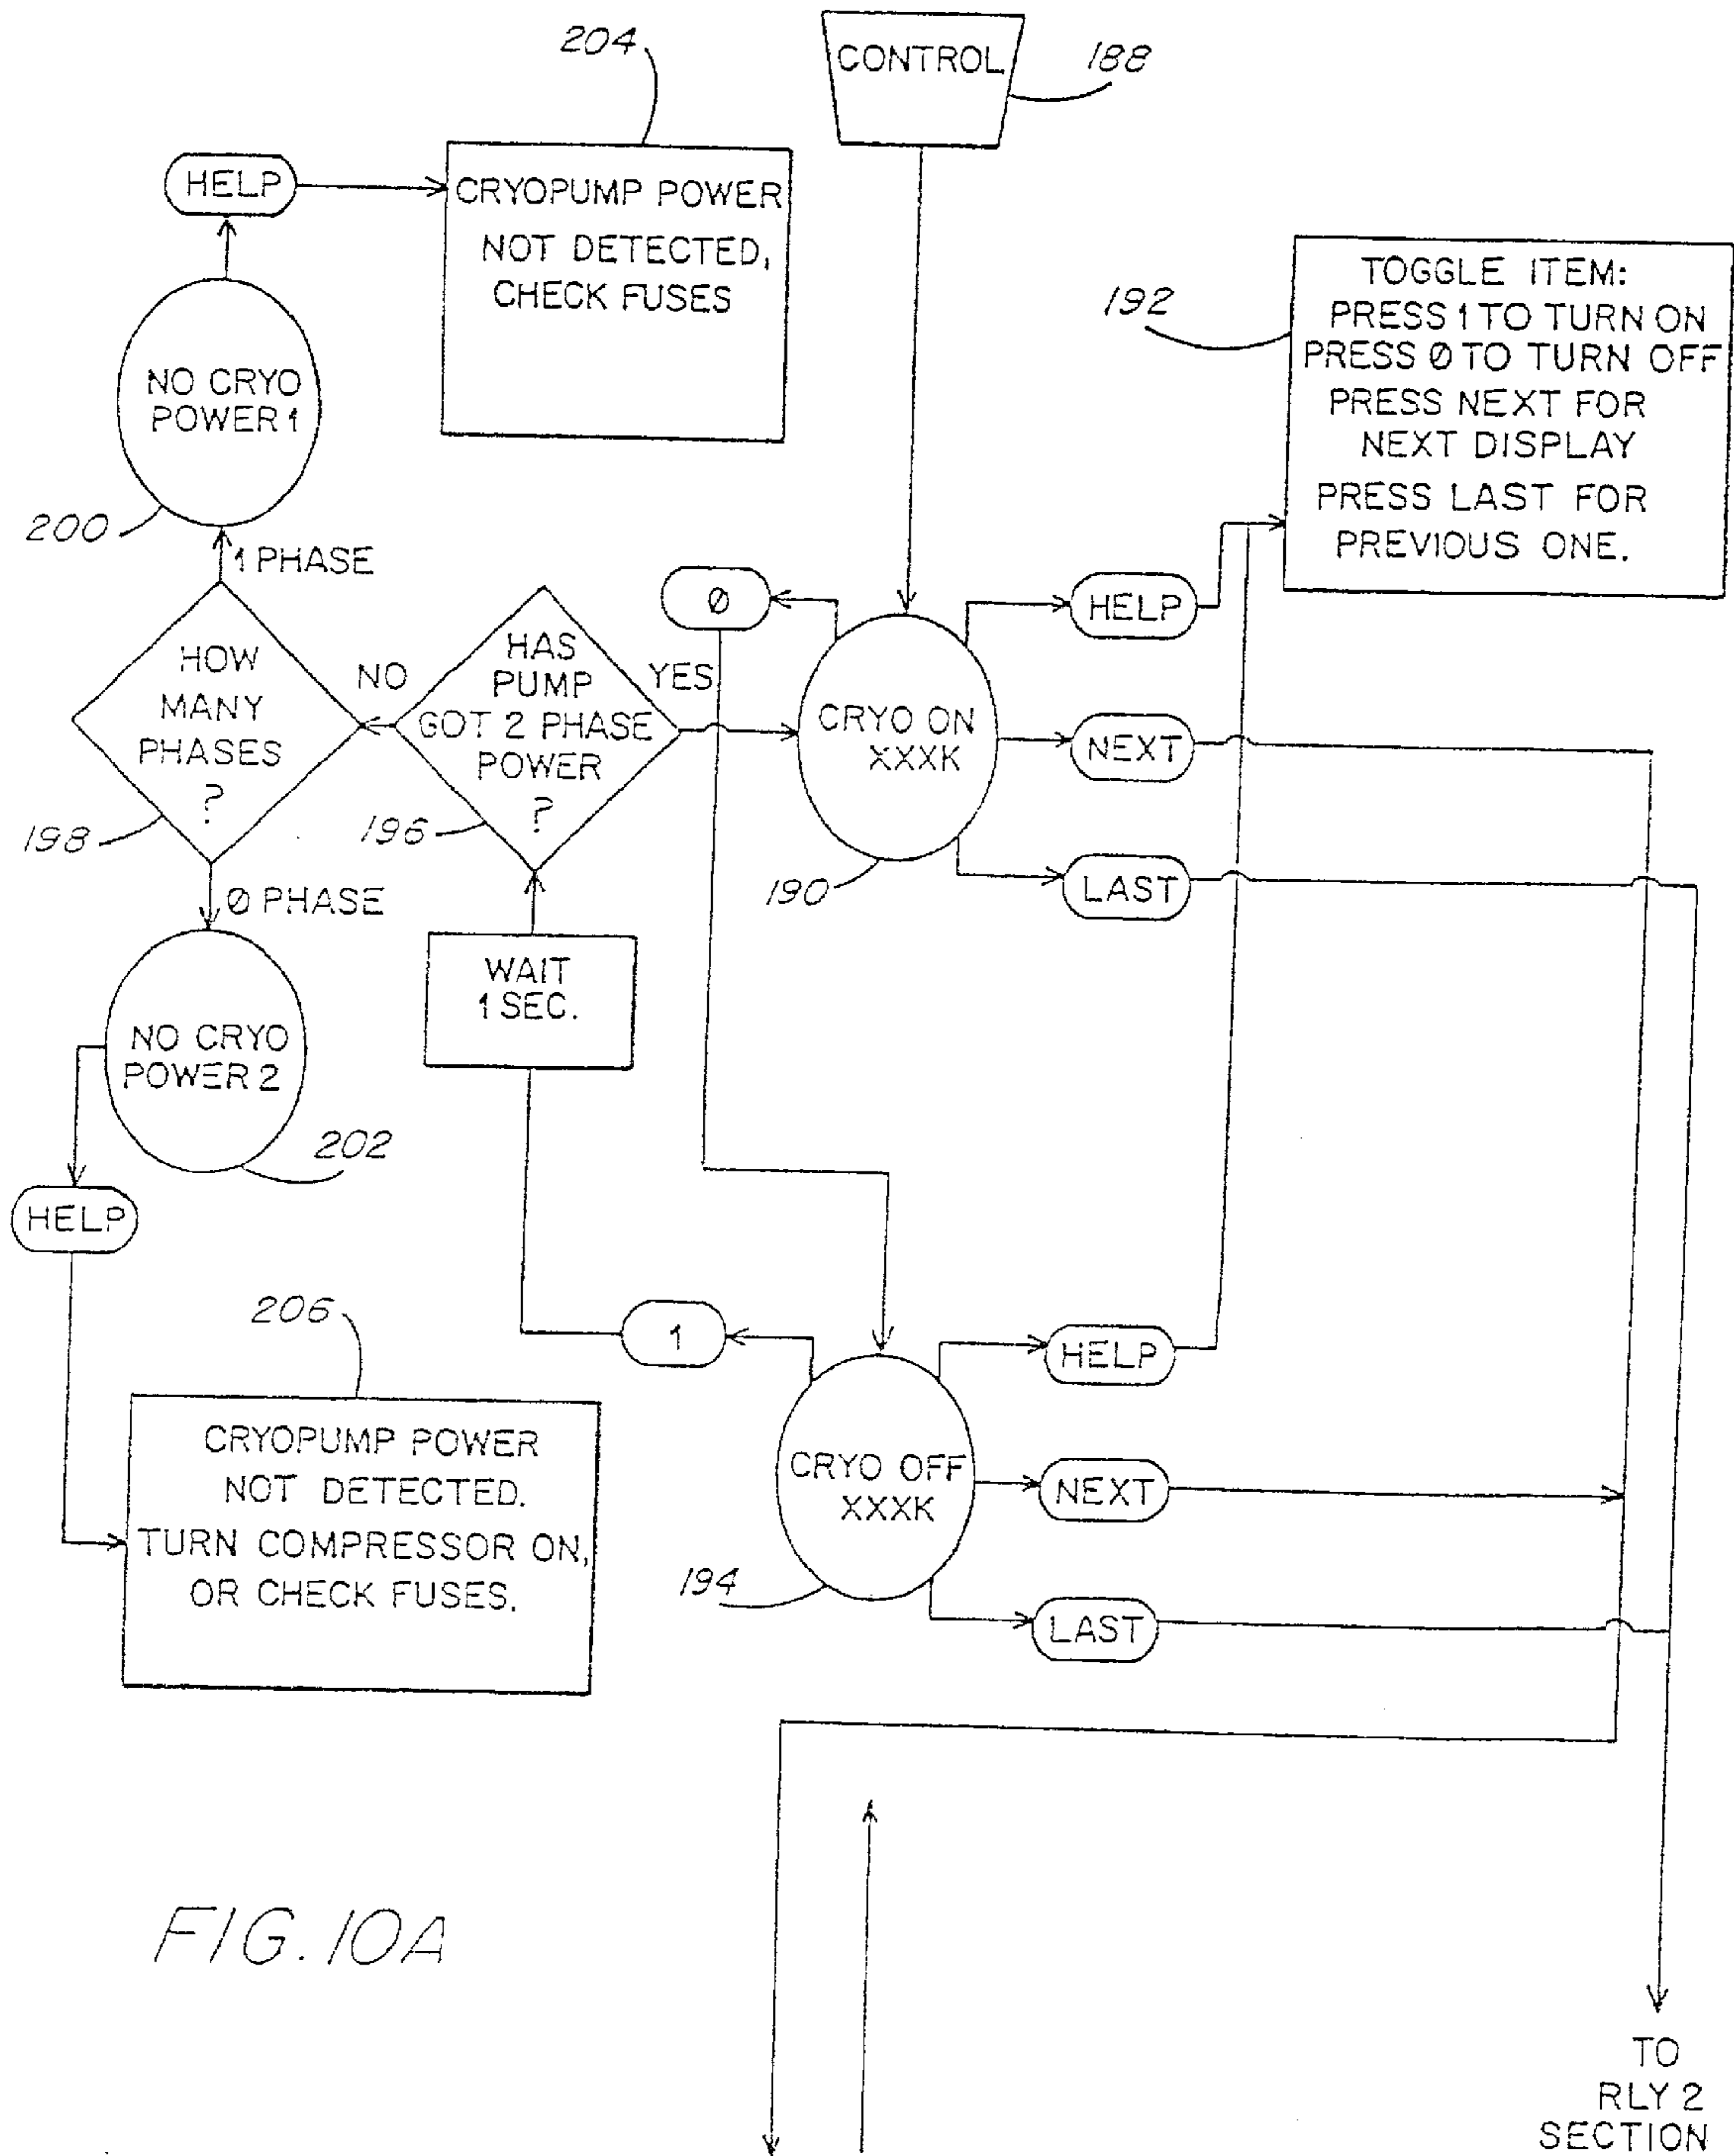 204
CONTROL
188
HELP
CRYOPUMP POWER
NOT DETECTED,
CHECK FUSES
192
TOGGLE ITEM:
PRESS 1 TO TURN ON
PRESS Ø TO TURN OFF
PRESS NEXT FOR
NEXT DISPLAY
PRESS LAST FOR
PREVIOUS ONE.
NO CRYO
POWER 1
200
1 PHASE
Ø
HELP
HOW
MANY
PHASES
?
198
NO
HAS
PUMP
GOT 2 PHASE
POWER
?
196
YES
CRYO ON
XXXK
190
NEXT
LAST
Ø PHASE
WAIT
1 SEC.
NO CRYO
POWER 2
202
HELP
206
CRYOPUMP POWER
NOT DETECTED.
TURN COMPRESSOR ON,
OR CHECK FUSES.
1
HELP
CRYO OFF
XXXK
194
NEXT
LAST
FIG. 10A
TO
RLY 2
SECTION